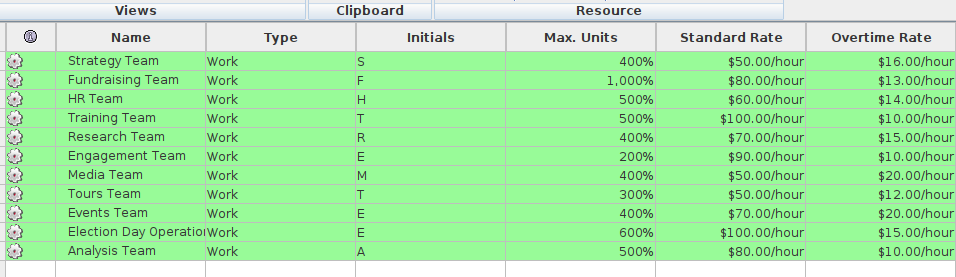 Views Clipboard Resource
Name Type Initials Max. Units Standard Rate Overtime Rate
Strategy Team Work S 400% $50.00/hour $16.00/hour
Fundraising Team Work F 1,000% $80.00/hour $13.00/hour
HR Team Work H 500% $60.00/hour $14.00/hour
Training Team Work T 500% $100.00/hour $10.00/hour
Research Team Work R 400% $70.00/hour $15.00/hour
Engagement Team Work E 200% $90.00/hour $10.00/hour
Media Team Work M 400% $50.00/hour $20.00/hour
Tours Team Work T 300% $50.00/hour $12.00/hour
Events Team Work E 400% $70.00/hour $20.00/hour
Election Day Operatio Work E 600% $100.00/hour $15.00/hour
Analysis Team Work A 500% $80.00/hour $10.00/hour